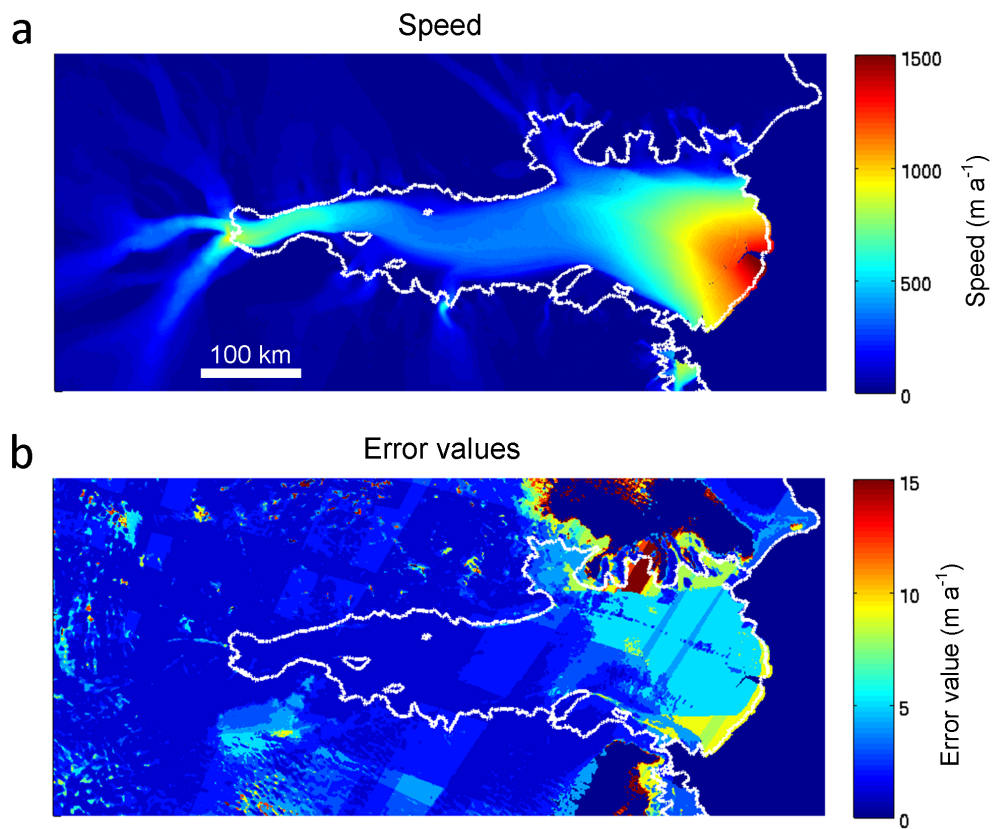 a
Speed
100 km
1500
1000
500
0
Speed (m a-1)
b
Error values
15
10
5
0
Error value (m a-1)